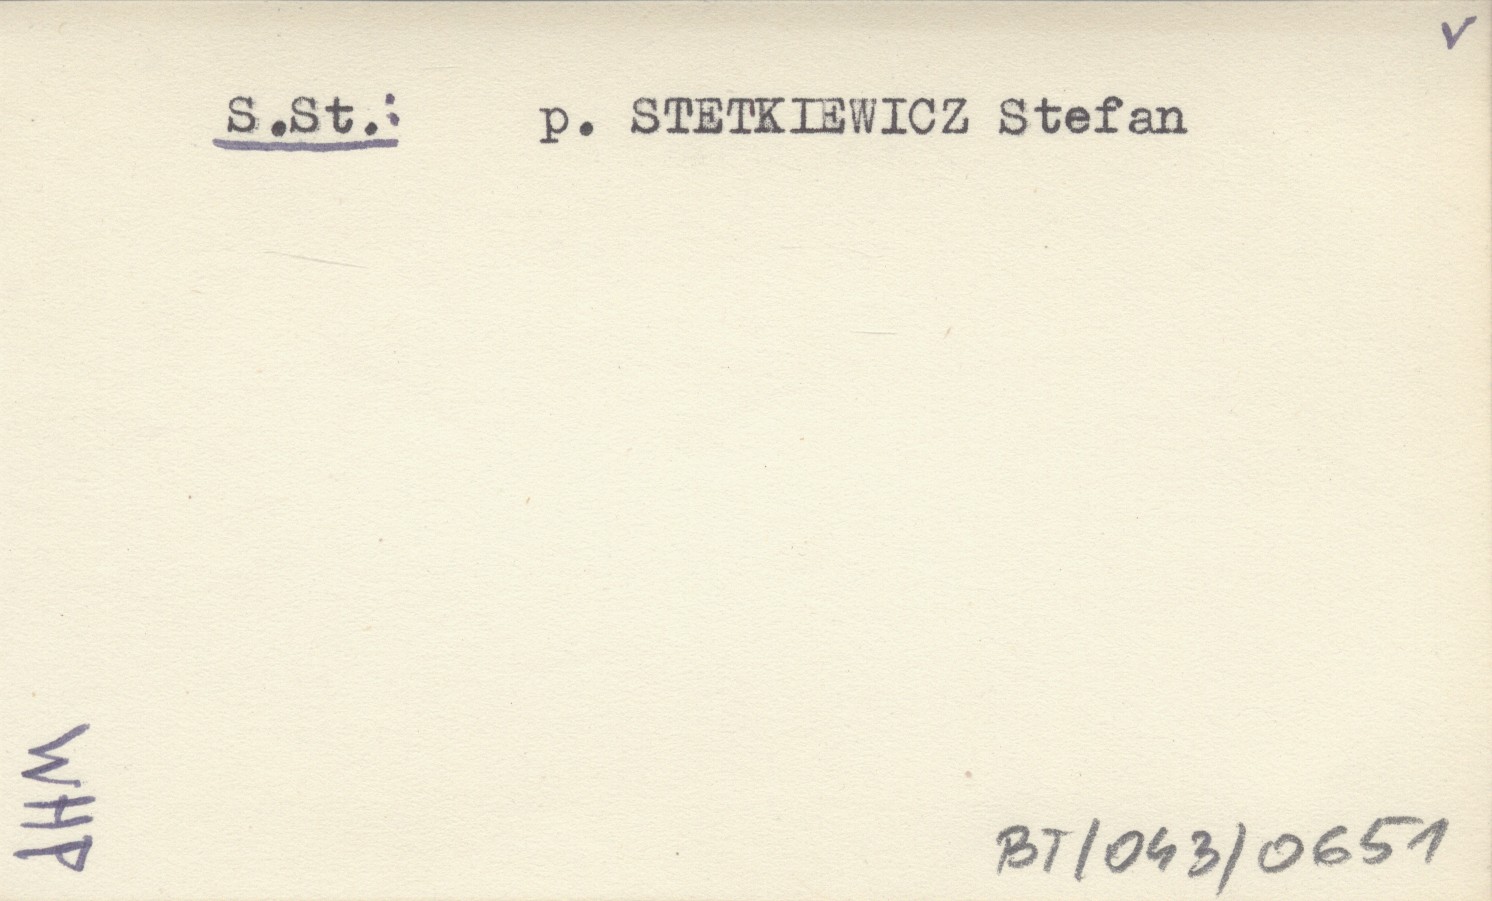 S.St.: p. STETKIEWICZ Stefan
WHP
BT/043/0651